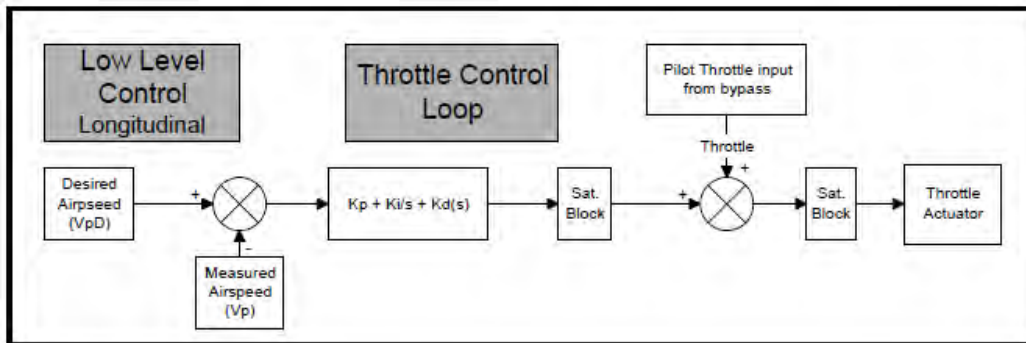 Low Level
Control
Longitudinal
Throttle Control
Loop
Pilot Throttle input
from bypass
Throttle
+
Desired
Airpseed
(VpD)
+
Kp + Ki/s + Kd(s)
Sat.
Block
+
Sat.
Block
Throttle
Actuator
-
Measured
Airspeed
(Vp)